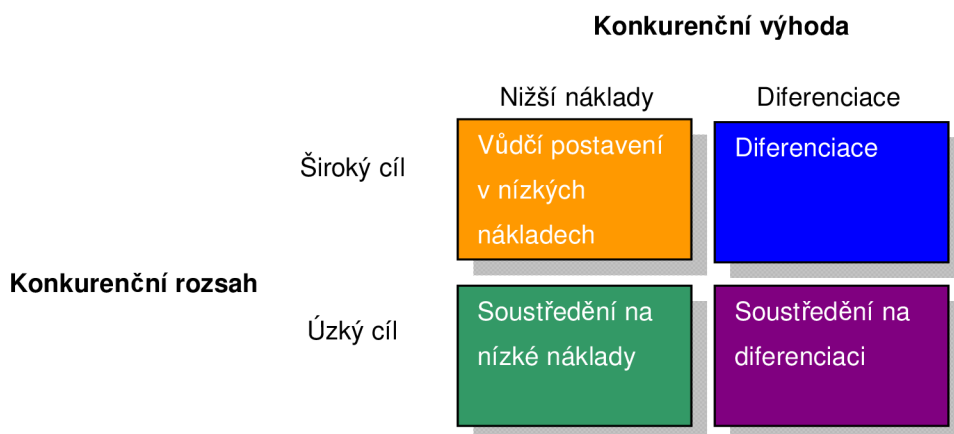 Konkurenční výhoda
Nižší náklady
Diferenciace
Široký cíl
Vůdčí postavení
v nízkých
nákladech
Diferenciace
Konkurenční rozsah
Úzký cíl
Soustředění na
nízké náklady
Soustředění na
diferenciaci